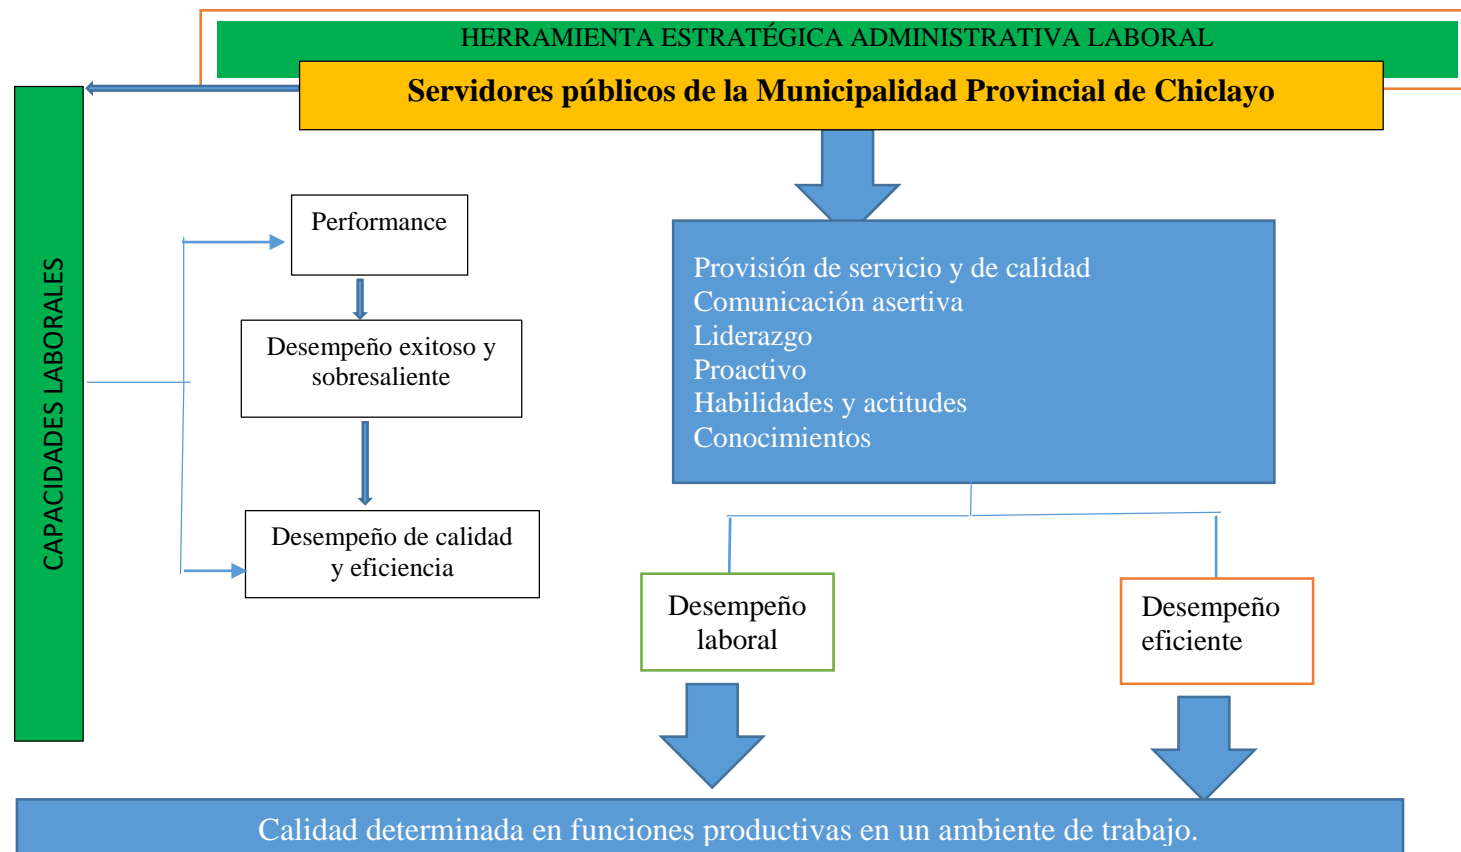 HERRAMIENTA ESTRATÉGICA ADMINISTRATIVA LABORAL
Servidores públicos de la Municipalidad Provincial de Chiclayo
CAPACIDADES LABORALES
Performance
Desempeño exitoso y
sobresaliente
Desempeño de calidad
y eficiencia
Provisión de servicio y de calidad
Comunicación asertiva
Liderazgo
Proactivo
Habilidades y actitudes
Conocimientos
Desempeño
laboral
Desempeño
eficiente
Calidad determinada en funciones productivas en un ambiente de trabajo.